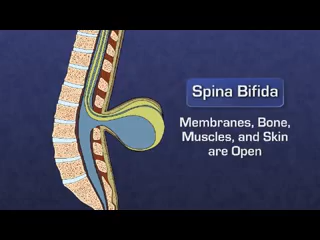 Spina Bifida
Membranes, Bone,
Muscles, and Skin
are Open